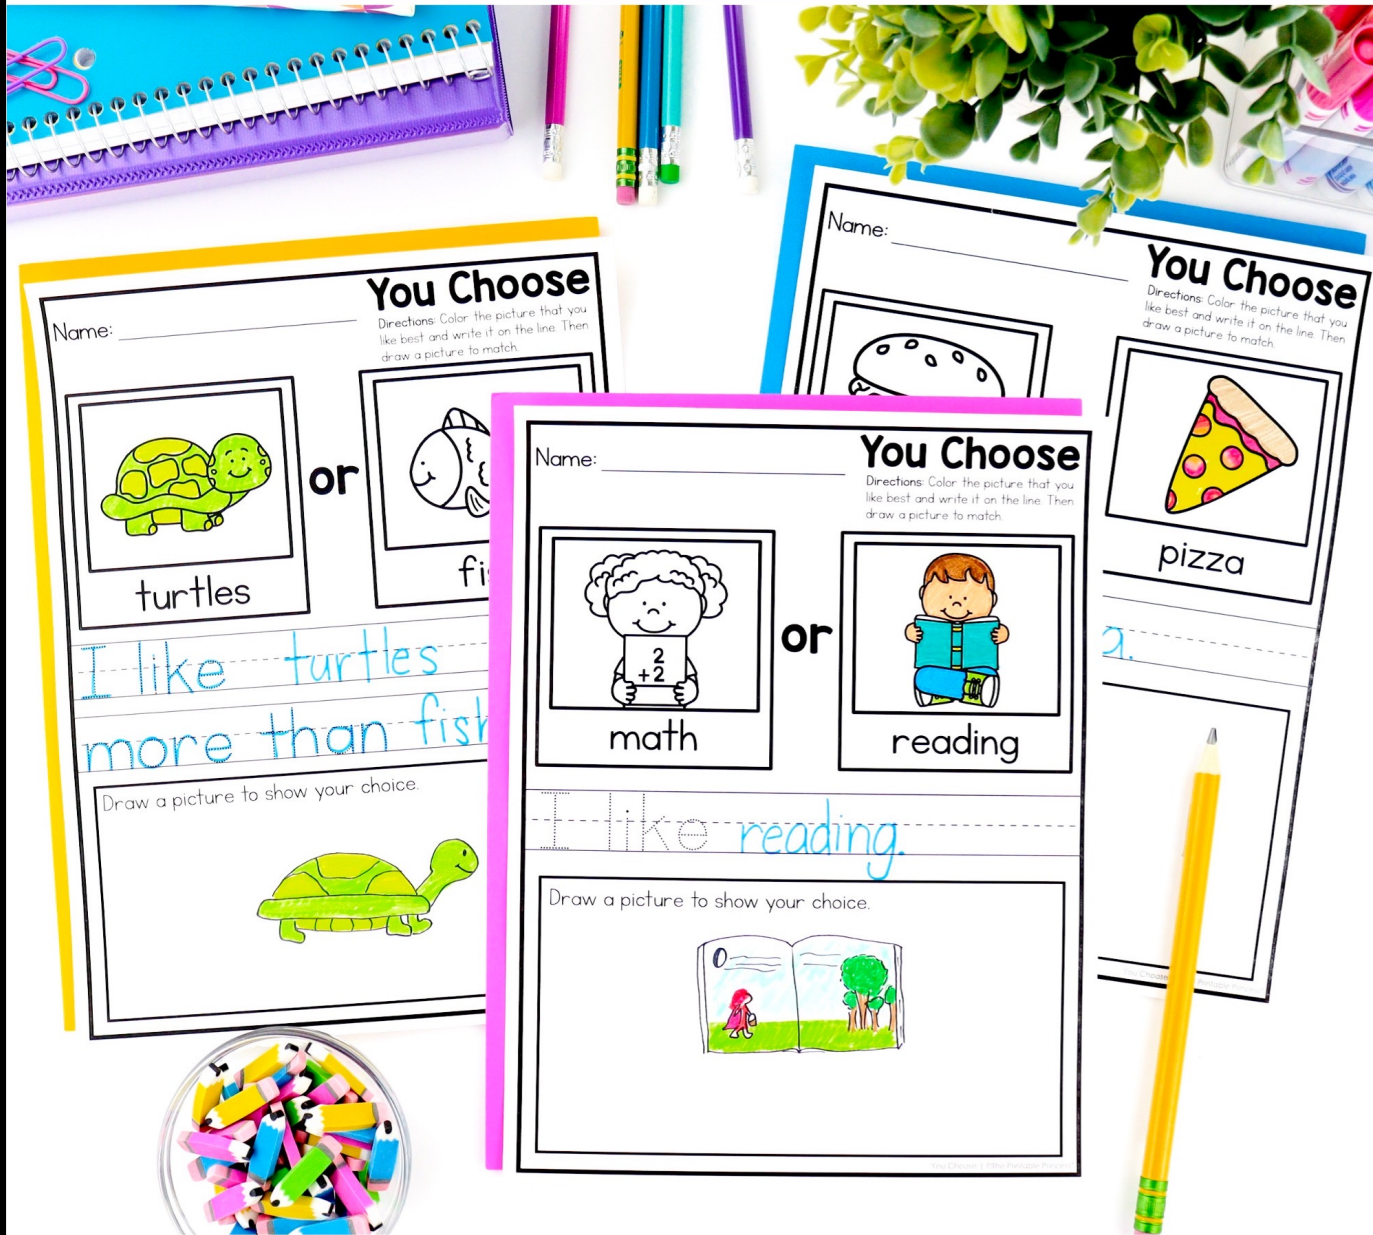 Name:
You Choose
Directions: Color the picture that you
like best and write it on the line. Then
draw a picture to match.
or
turtles
I like turtles
more than fish
Draw a picture to show your choice.
Name:
You Choose
Directions: Color the picture that you
like best and write it on the line. Then
draw a picture to match.
2
+2
or
math
reading
I like reading.
Draw a picture to show your choice.
Name:
You Choose
Directions: Color the picture that you
like best and write it on the line. Then
draw a picture to match.
pizza
a.